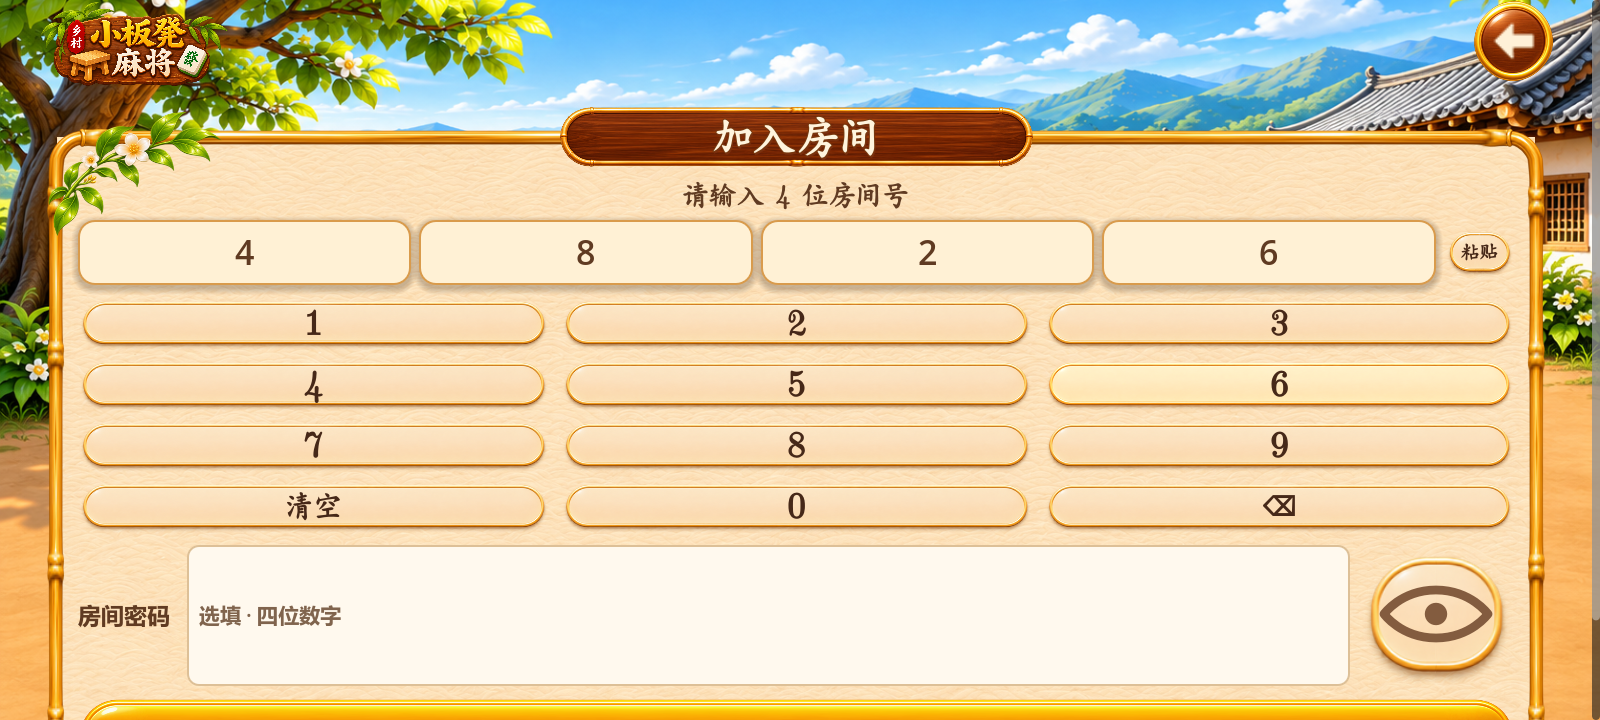 乡村
小板凳
麻将
發
加入房间
请输入 4 位房间号
4 8 2 6 粘贴
1 2 3
4 5 6
7 8 9
清空 0 ⌫
房间密码 选填 · 四位数字